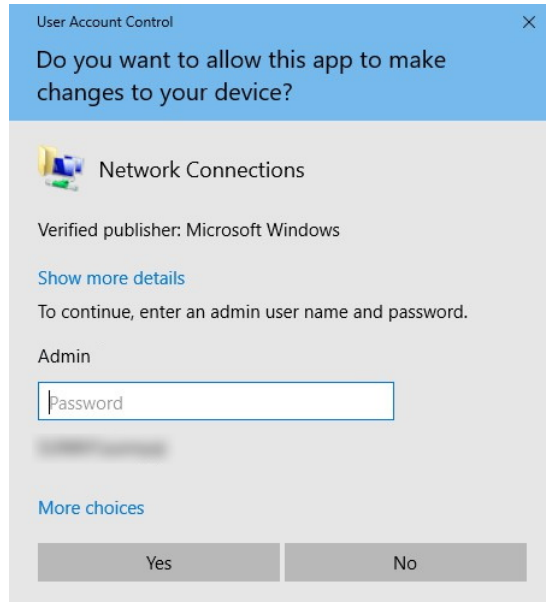 User Account Control
Do you want to allow this app to make
changes to your device?
Network Connections
Verified publisher: Microsoft Windows
Show more details
To continue, enter an admin user name and password.
Admin
Password
More choices
Yes
No